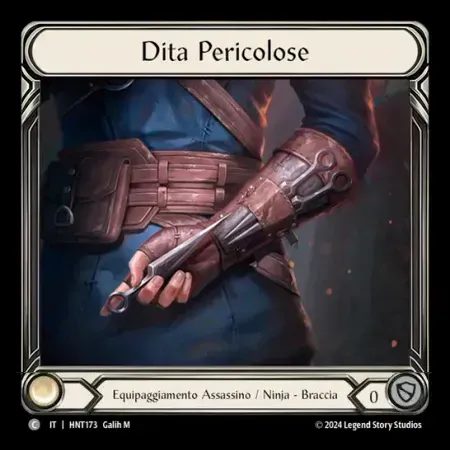 Dita Pericolose
Equipaggiamento Assassino / Ninja - Braccia
0
C IT | HNT173 Galih M
© 2024 Legend Story Studios